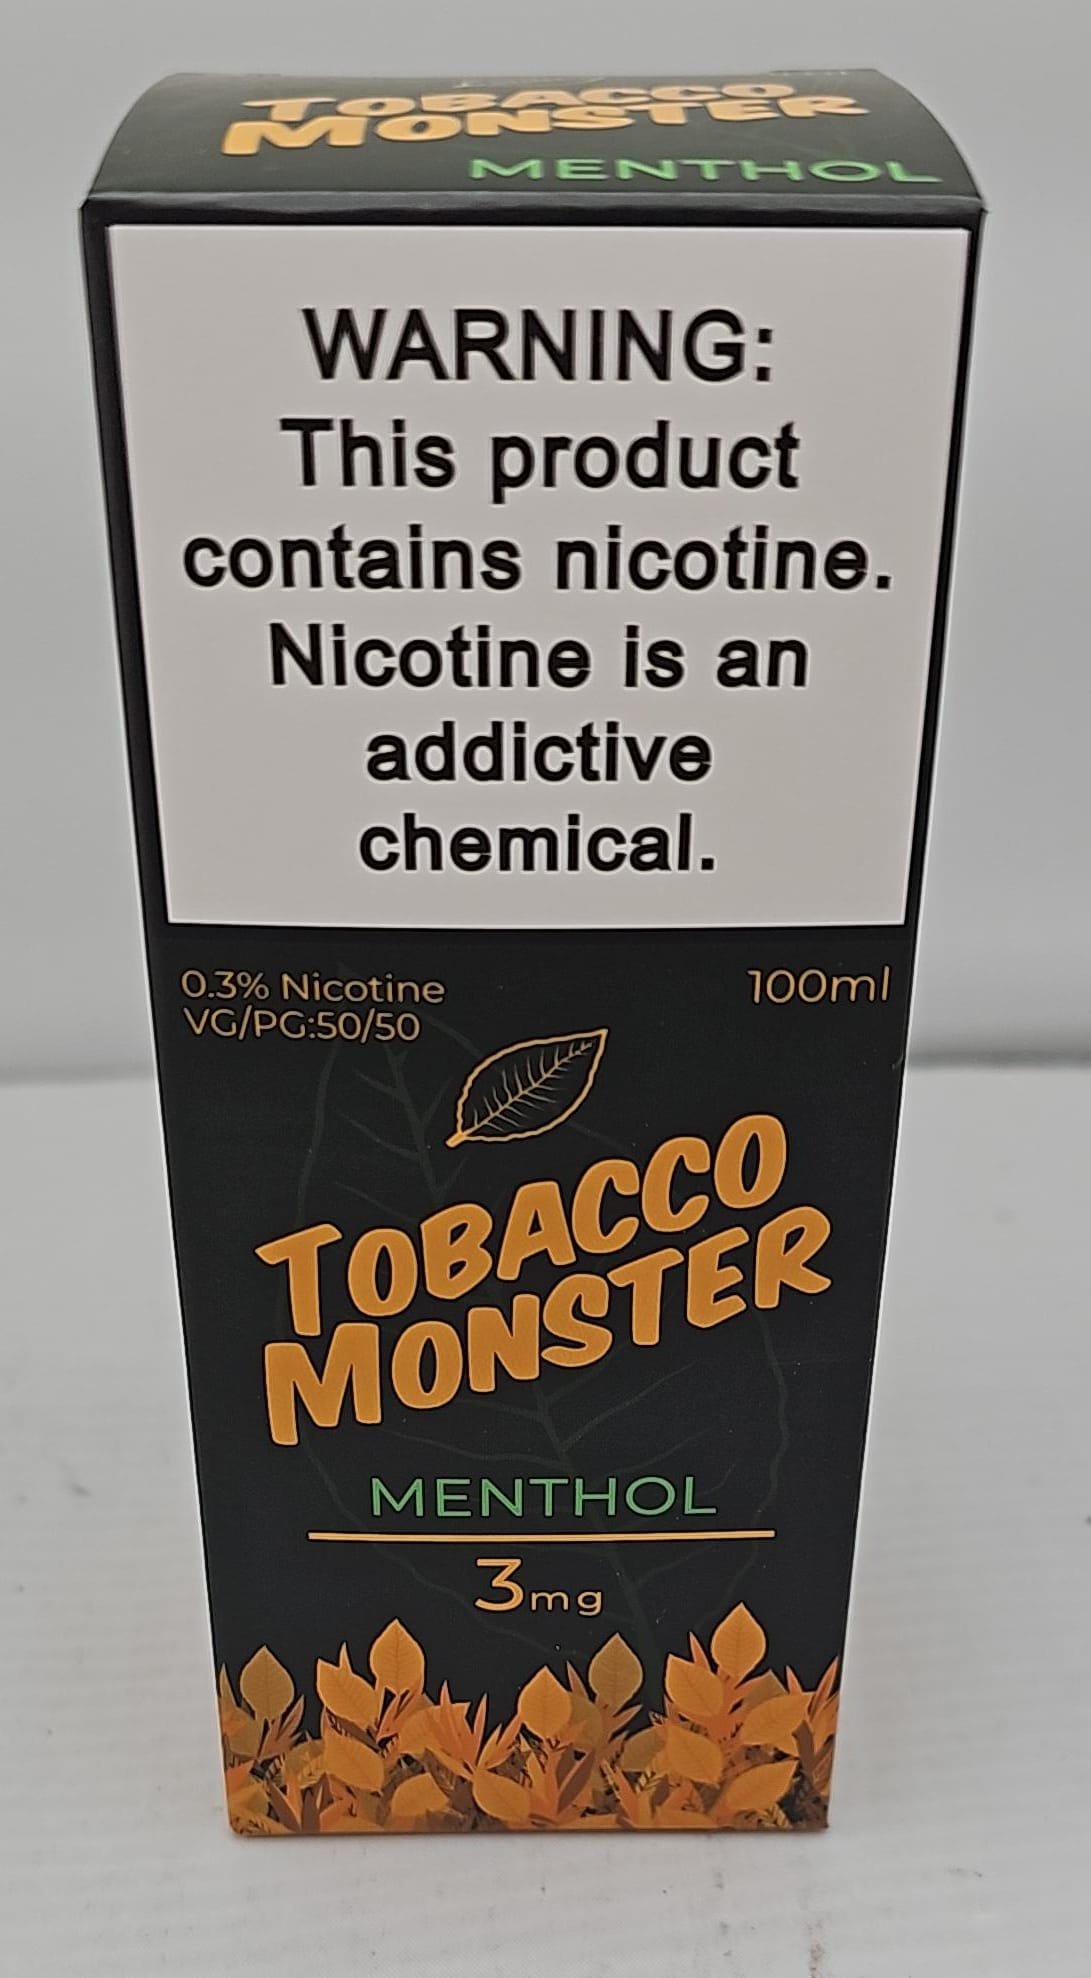 TOBACCO
MONSTER
MENTHOL
WARNING:
This product
contains nicotine.
Nicotine is an
addictive
chemical.
0.3% Nicotine
VG/PG:50/50
100ml
TOBACCO
MONSTER
MENTHOL
3mg